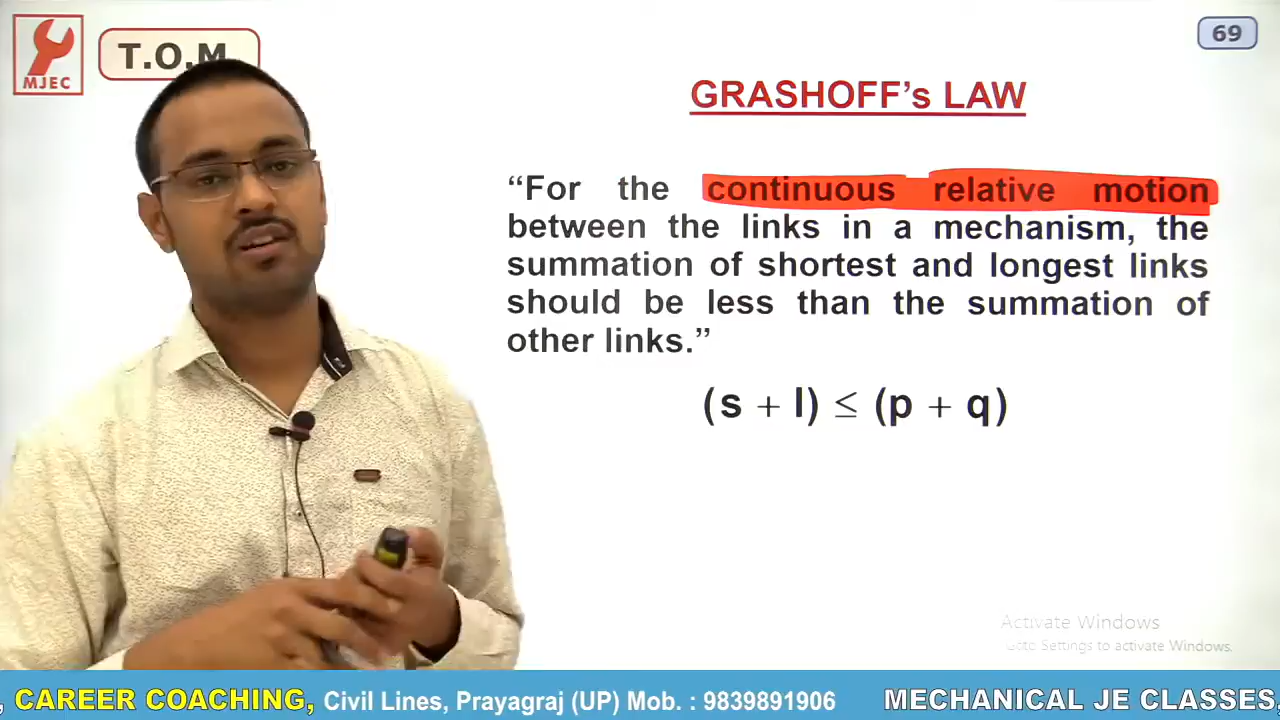 MJEC
T.O.M
69
GRASHOFF’s LAW
“For the continuous relative motion
between the links in a mechanism, the
summation of shortest and longest links
should be less than the summation of
other links.”
(s + l) ≤ (p + q)
Activate Windows
Goto Settings to activate Windows.
, CAREER COACHING, Civil Lines, Prayagraj (UP) Mob. : 9839891906 MECHANICAL JE CLASSES,